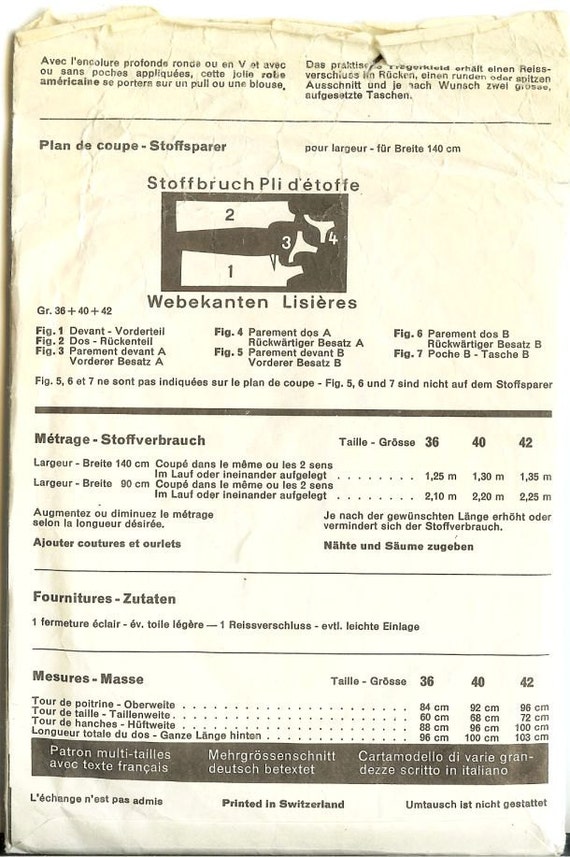 Avec l'encolure profonde ronde ou en V et avec
ou sans poches appliquées, cette jolie robe
américaine se portera sur un pull ou une blouse.
Das praktische Trägerkleid erhält einen Reiss-
verschluss im Rücken, einen runden oder spitzen
Ausschnitt und je nach Wunsch zwei grosse,
aufgesetzte Taschen.
Plan de coupe - Stoffsparer
pour largeur - für Breite 140 cm
Stoffbruch Pli d'étoffe
2
3
4
1
Webekanten Lisières
Gr. 36 + 40 + 42
Fig. 1 Devant - Vorderteil
Fig. 2 Dos - Rückenteil
Fig. 3 Parement devant A
Vorderer Besatz A
Fig. 4 Parement dos A
Rückwärtiger Besatz A
Fig. 5 Parement devant B
Vorderer Besatz B
Fig. 6 Parement dos B
Rückwärtiger Besatz B
Fig. 7 Poche B - Tasche B
Fig. 5, 6 et 7 ne sont pas indiquées sur le plan de coupe - Fig. 5, 6 und 7 sind nicht auf dem Stoffsparer
Métrage - Stoffverbrauch Taille - Grösse 36 40 42
Largeur - Breite 140 cm Coupé dans le même ou les 2 sens
Im Lauf oder ineinander aufgelegt . . . . . . . . 1,25 m 1,30 m 1,35 m
Largeur - Breite 90 cm Coupé dans le même ou les 2 sens
Im Lauf oder ineinander aufgelegt . . . . . . . . 2,10 m 2,20 m 2,25 m
Augmentez ou diminuez le métrage
selon la longueur désirée.
Je nach der gewünschten Länge erhöht oder
vermindert sich der Stoffverbrauch.
Ajouter coutures et ourlets
Nähte und Säume zugeben
Fournitures - Zutaten
1 fermeture éclair - év. toile légère — 1 Reissverschluss - evtl. leichte Einlage
Mesures - Masse Taille - Grösse 36 40 42
Tour de poitrine - Oberweite . . . . . . . . 84 cm 92 cm 96 cm
Tour de taille - Taillenweite . . . . . . . . 60 cm 68 cm 72 cm
Tour de hanches - Hüftweite . . . . . . . . 88 cm 96 cm 100 cm
Longueur totale du dos - Ganze Länge hinten . . . . . . . . 96 cm 100 cm 103 cm
Patron multi-tailles
avec texte français
Mehrgrössenschnitt
deutsch betextet
Cartamodello di varie gran-
dezze scritto in italiano
L'échange n'est pas admis
Printed in Switzerland
Umtausch ist nicht gestattet